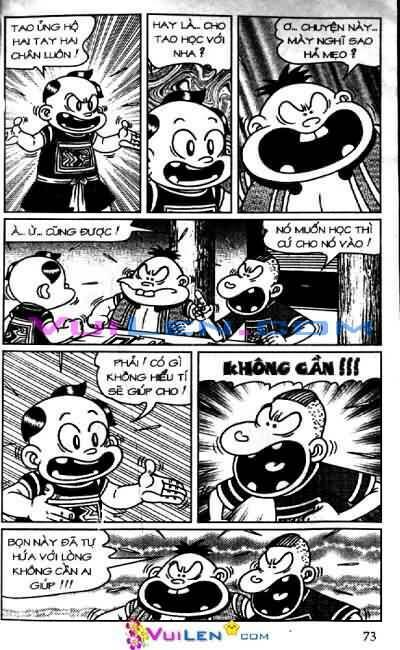 TAO ỦNG HỘ
HAI TAY HAI
CHÂN LUÔN !
HAY LÀ... CHO
TAO HỌC VỚI
NHA ?
Ơ... CHUYỆN NÀY...
MÀY NGHĨ SAO
HẢ MẸO ?
À... Ừ... CŨNG ĐƯỢC !
NÓ MUỐN HỌC THÌ
CỨ CHO NÓ VÀO !
VUILEN.COM
PHẢI ! CÓ GÌ
KHÔNG HIỂU TÍ
SẼ GIÚP CHO !
KHÔNG CẦN !!!
BỌN NÀY ĐÃ TỰ
HỨA VỚI LÒNG
KHÔNG CẦN AI
GIÚP !!!
73
VUILEN.COM